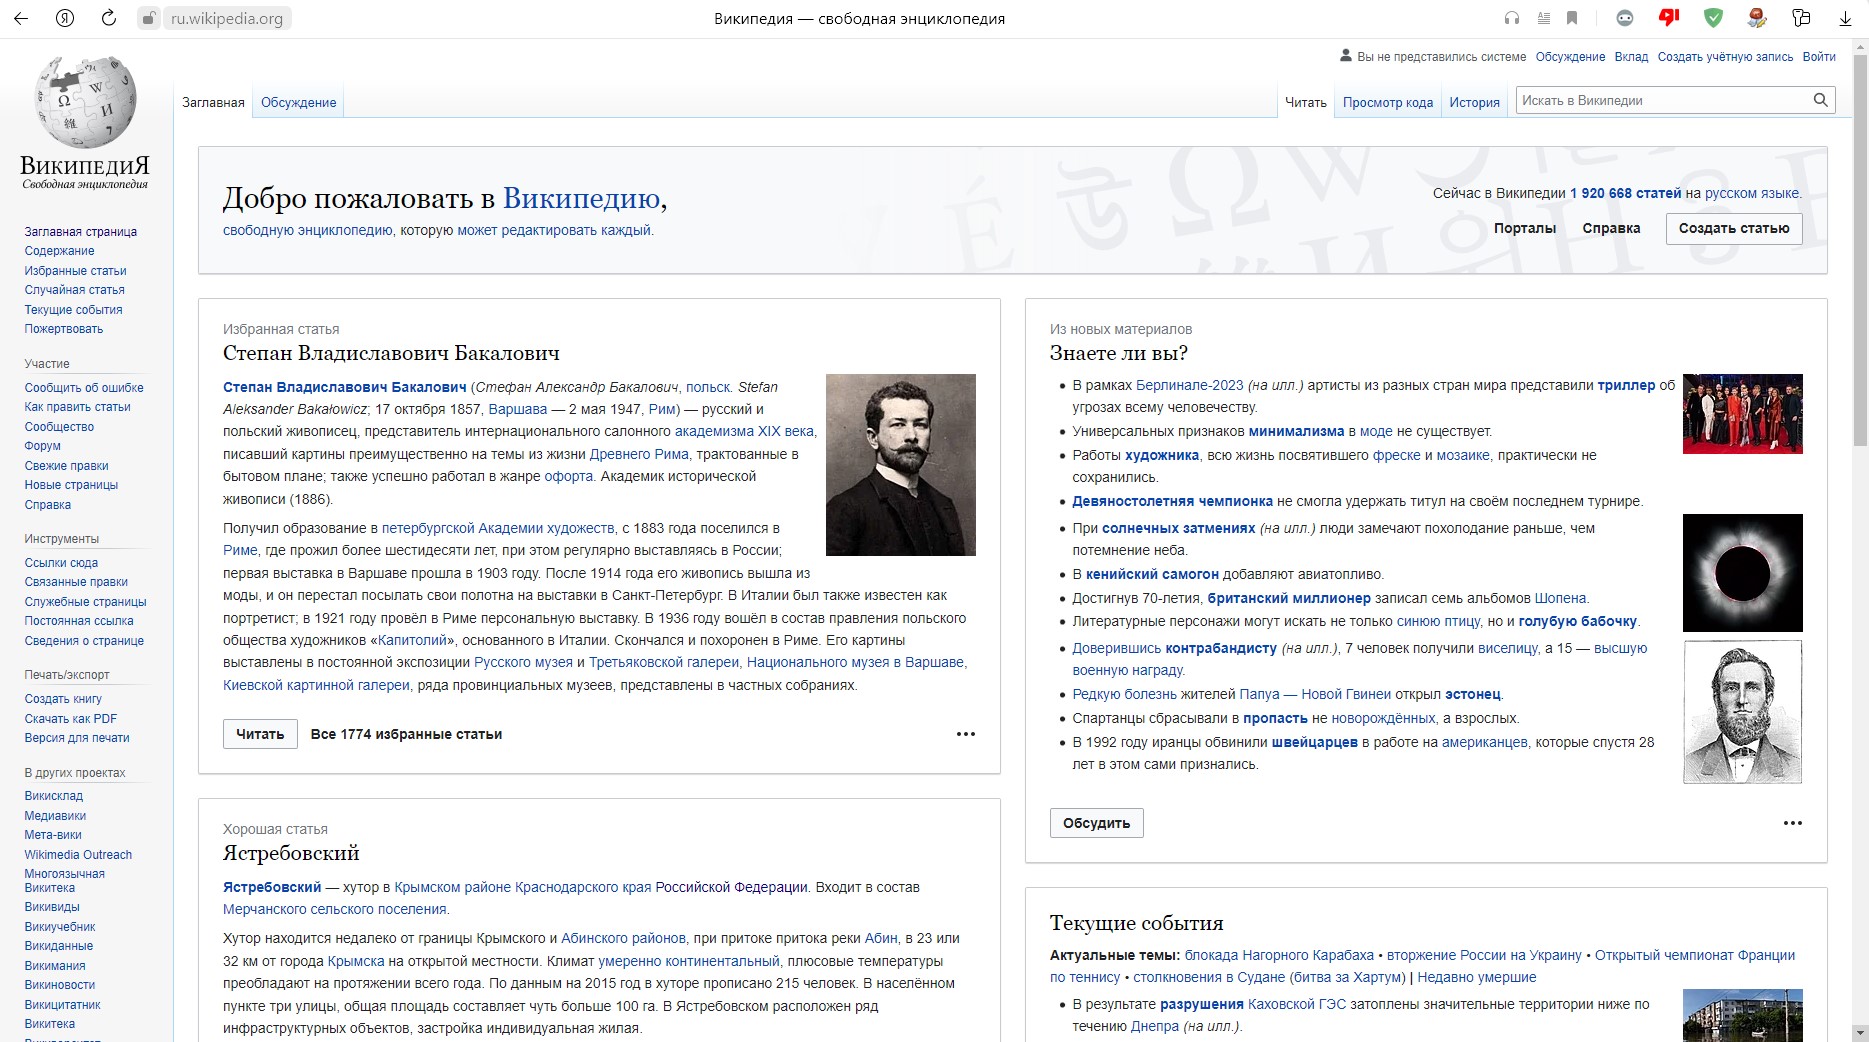 ru.wikipedia.org
Википедия — свободная энциклопедия
Вы не представились системе Обсуждение Вклад Создать учётную запись Войти
Заглавная Обсуждение
Читать Просмотр кода История Искать в Википедии
ВикипедиЯ
Свободная энциклопедия
Заглавная страница
Содержание
Избранные статьи
Случайная статья
Текущие события
Пожертвовать
Участие
Сообщить об ошибке
Как править статьи
Сообщество
Форум
Свежие правки
Новые страницы
Справка
Инструменты
Ссылки сюда
Связанные правки
Служебные страницы
Постоянная ссылка
Сведения о странице
Печать/экспорт
Создать книгу
Скачать как PDF
Версия для печати
В других проектах
Викисклад
Медиавики
Мета-вики
Wikimedia Outreach
Многоязычная
Викитека
Викивиды
Викиучебник
Викиданные
Викимания
Викиновости
Викицитатник
Викитека
Добро пожаловать в Википедию,
свободную энциклопедию, которую может редактировать каждый.
Сейчас в Википедии 1 920 668 статей на русском языке.
Порталы Справка Создать статью
Избранная статья
Степан Владиславович Бакалович
Степан Владиславович Бакалович (Стефан Александр Бакалович, польск. Stefan
Aleksander Bakałowicz; 17 октября 1857, Варшава — 2 мая 1947, Рим) — русский и
польский живописец, представитель интернационального салонного академизма XIX века,
писавший картины преимущественно на темы из жизни Древнего Рима, трактованные в
бытовом плане; также успешно работал в жанре офорта. Академик исторической
живописи (1886).
Получил образование в петербургской Академии художеств, с 1883 года поселился в
Риме, где прожил более шестидесяти лет, при этом регулярно выставляясь в России;
первая выставка в Варшаве прошла в 1903 году. После 1914 года его живопись вышла из
моды, и он перестал посылать свои полотна на выставки в Санкт-Петербург. В Италии был также известен как
портретист; в 1921 году провёл в Риме персональную выставку. В 1936 году вошёл в состав правления польского
общества художников «Капитолий», основанного в Италии. Скончался и похоронен в Риме. Его картины
выставлены в постоянной экспозиции Русского музея и Третьяковской галереи, Национального музея в Варшаве,
Киевской картинной галереи, ряда провинциальных музеев, представлены в частных собраниях.
Читать Все 1774 избранные статьи
Хорошая статья
Ястребовский
Ястребовский — хутор в Крымском районе Краснодарского края Российской Федерации. Входит в состав
Мерчанского сельского поселения.
Хутор находится недалеко от границы Крымского и Абинского районов, при притоке притока реки Абин, в 23 или
32 км от города Крымска на открытой местности. Климат умеренно континентальный, плюсовые температуры
преобладают на протяжении всего года. По данным на 2015 год в хуторе прописано 215 человек. В населённом
пункте три улицы, общая площадь составляет чуть больше 100 га. В Ястребовском расположен ряд
инфраструктурных объектов, застройка индивидуальная жилая.
Из новых материалов
Знаете ли вы?
• В рамках Берлинале-2023 (на илл.) артисты из разных стран мира представили триллер об
угрозах всему человечеству.
• Универсальных признаков минимализма в моде не существует.
• Работы художника, всю жизнь посвятившего фреске и мозаике, практически не
сохранились.
• Девяностолетняя чемпионка не смогла удержать титул на своём последнем турнире.
• При солнечных затмениях (на илл.) люди замечают похолодание раньше, чем
потемнение неба.
• В кенийский самогон добавляют авиатопливо.
• Достигнув 70-летия, британский миллионер записал семь альбомов Шопена.
• Литературные персонажи могут искать не только синюю птицу, но и голубую бабочку.
• Доверившись контрабандисту (на илл.), 7 человек получили виселицу, а 15 — высшую
военную награду.
• Редкую болезнь жителей Папуа — Новой Гвинеи открыл эстонец.
• Спартанцы сбрасывали в пропасть не новорождённых, а взрослых.
• В 1992 году иранцы обвинили швейцарцев в работе на американцев, которые спустя 28
лет в этом сами признались.
Обсудить
Текущие события
Актуальные темы: блокада Нагорного Карабаха • вторжение России на Украину • Открытый чемпионат Франции
по теннису • столкновения в Судане (битва за Хартум) | Недавно умершие
• В результате разрушения Каховской ГЭС затоплены значительные территории ниже по
течению Днепра (на илл.).